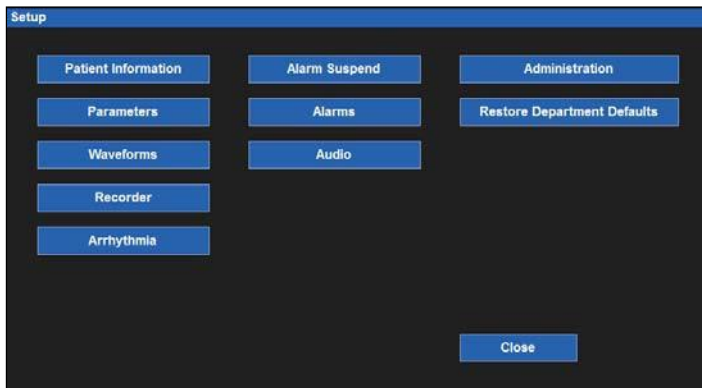 Setup
Patient Information
Alarm Suspend
Administration
Parameters
Alarms
Restore Department Defaults
Waveforms
Audio
Recorder
Arrhythmia
Close